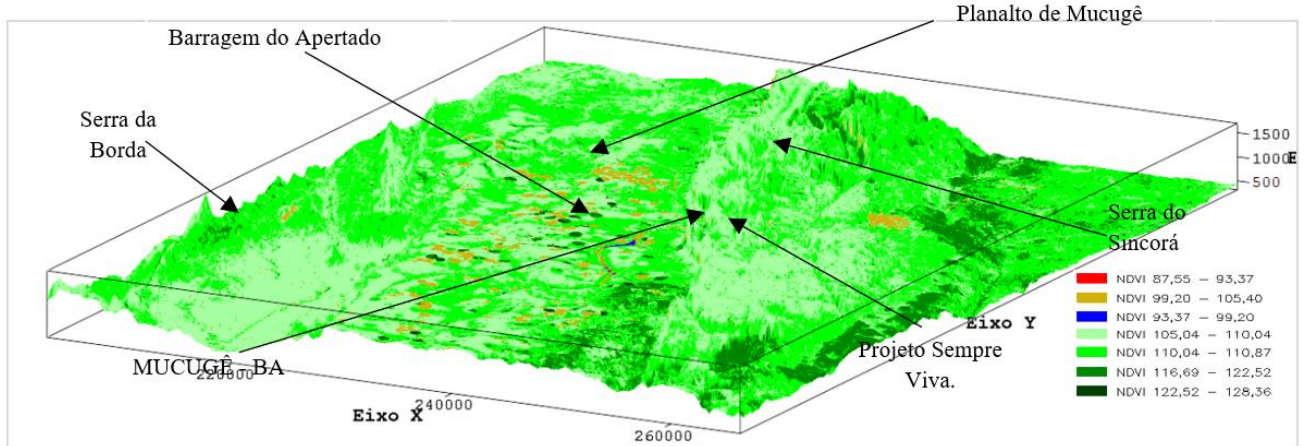 Planalto de Mucugê
Barragem do Apertado
Serra da
Borda
1500
1000
E
500
Serra do
Sincorá
NDVI 87,55 – 93,37
NDVI 99,20 – 105,40
NDVI 93,37 – 99,20
NDVI 105,04 – 110,04
NDVI 110,04 – 110,87
NDVI 116,69 – 122,52
NDVI 122,52 – 128,36
Eixo Y
Projeto Sempre
Viva.
MUCUGÊ - BA
220000
240000
Eixo X
260000